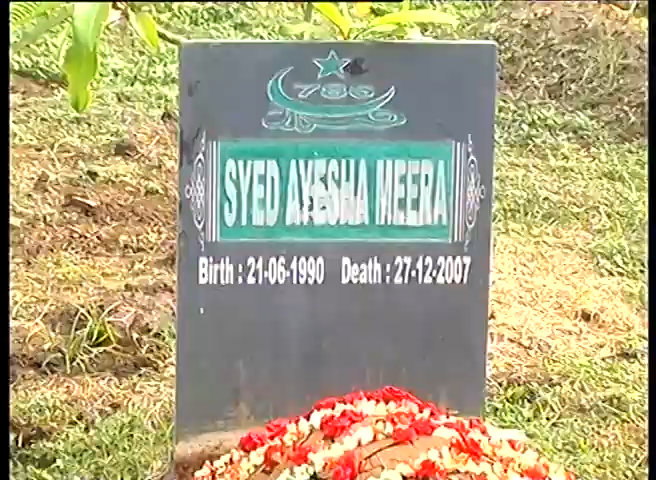 786
SYED AYESHA MEERA
Birth : 21-06-1990 Death : 27-12-2007